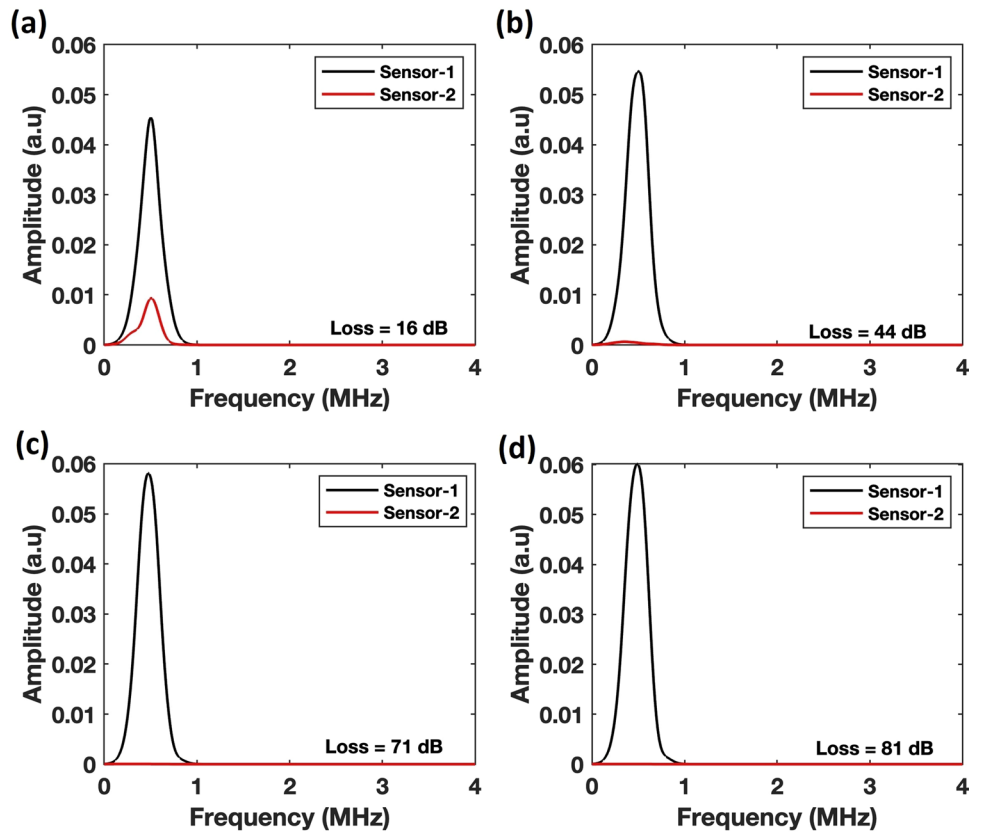 (a)
0.06
0.05
0.04
0.03
0.02
0.01
0
Amplitude (a.u)
Sensor-1
Sensor-2
Loss = 16 dB
0 1 2 3 4
Frequency (MHz)
(b)
0.06
0.05
0.04
0.03
0.02
0.01
0
Amplitude (a.u)
Sensor-1
Sensor-2
Loss = 44 dB
0 1 2 3 4
Frequency (MHz)
(c)
0.06
0.05
0.04
0.03
0.02
0.01
0
Amplitude (a.u)
Sensor-1
Sensor-2
Loss = 71 dB
0 1 2 3 4
Frequency (MHz)
(d)
0.06
0.05
0.04
0.03
0.02
0.01
0
Amplitude (a.u)
Sensor-1
Sensor-2
Loss = 81 dB
0 1 2 3 4
Frequency (MHz)